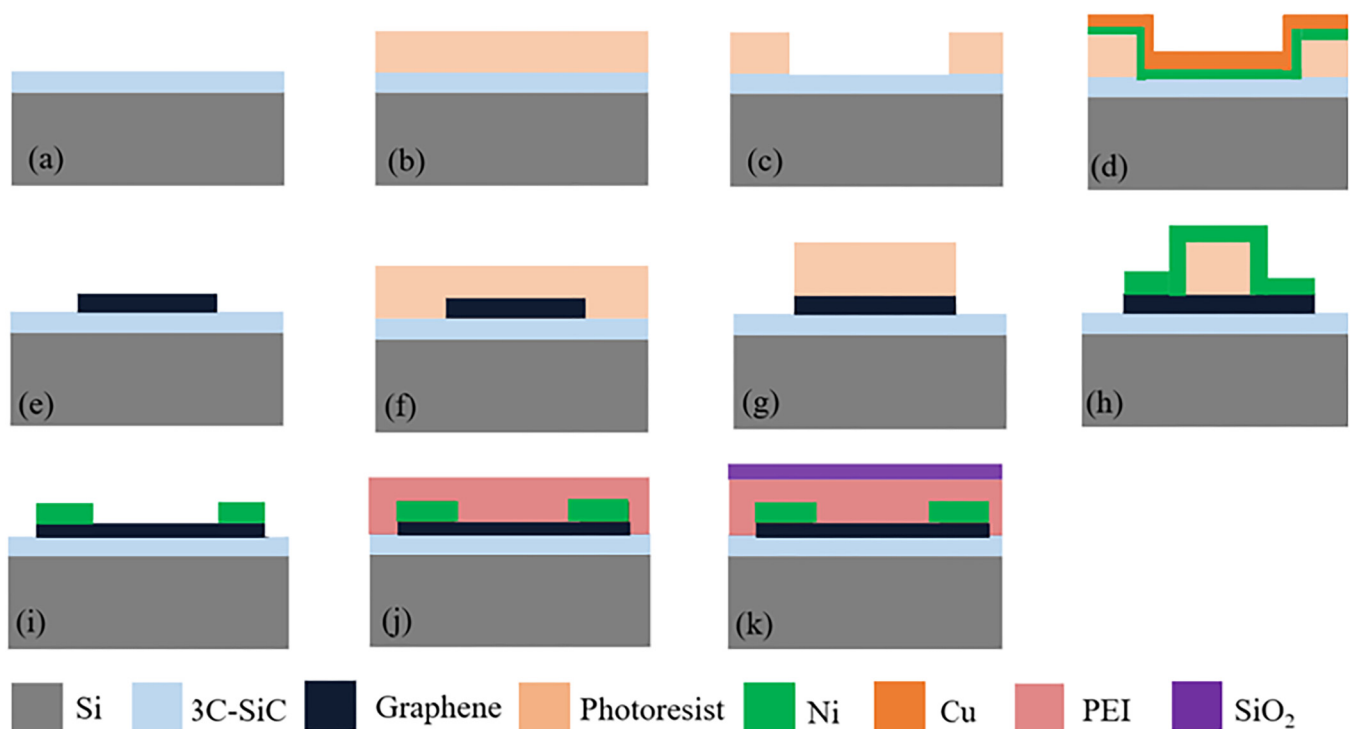 (a) (b) (c) (d)
(e) (f) (g) (h)
(i) (j) (k)
Si 3C-SiC Graphene Photoresist Ni Cu PEI SiO₂